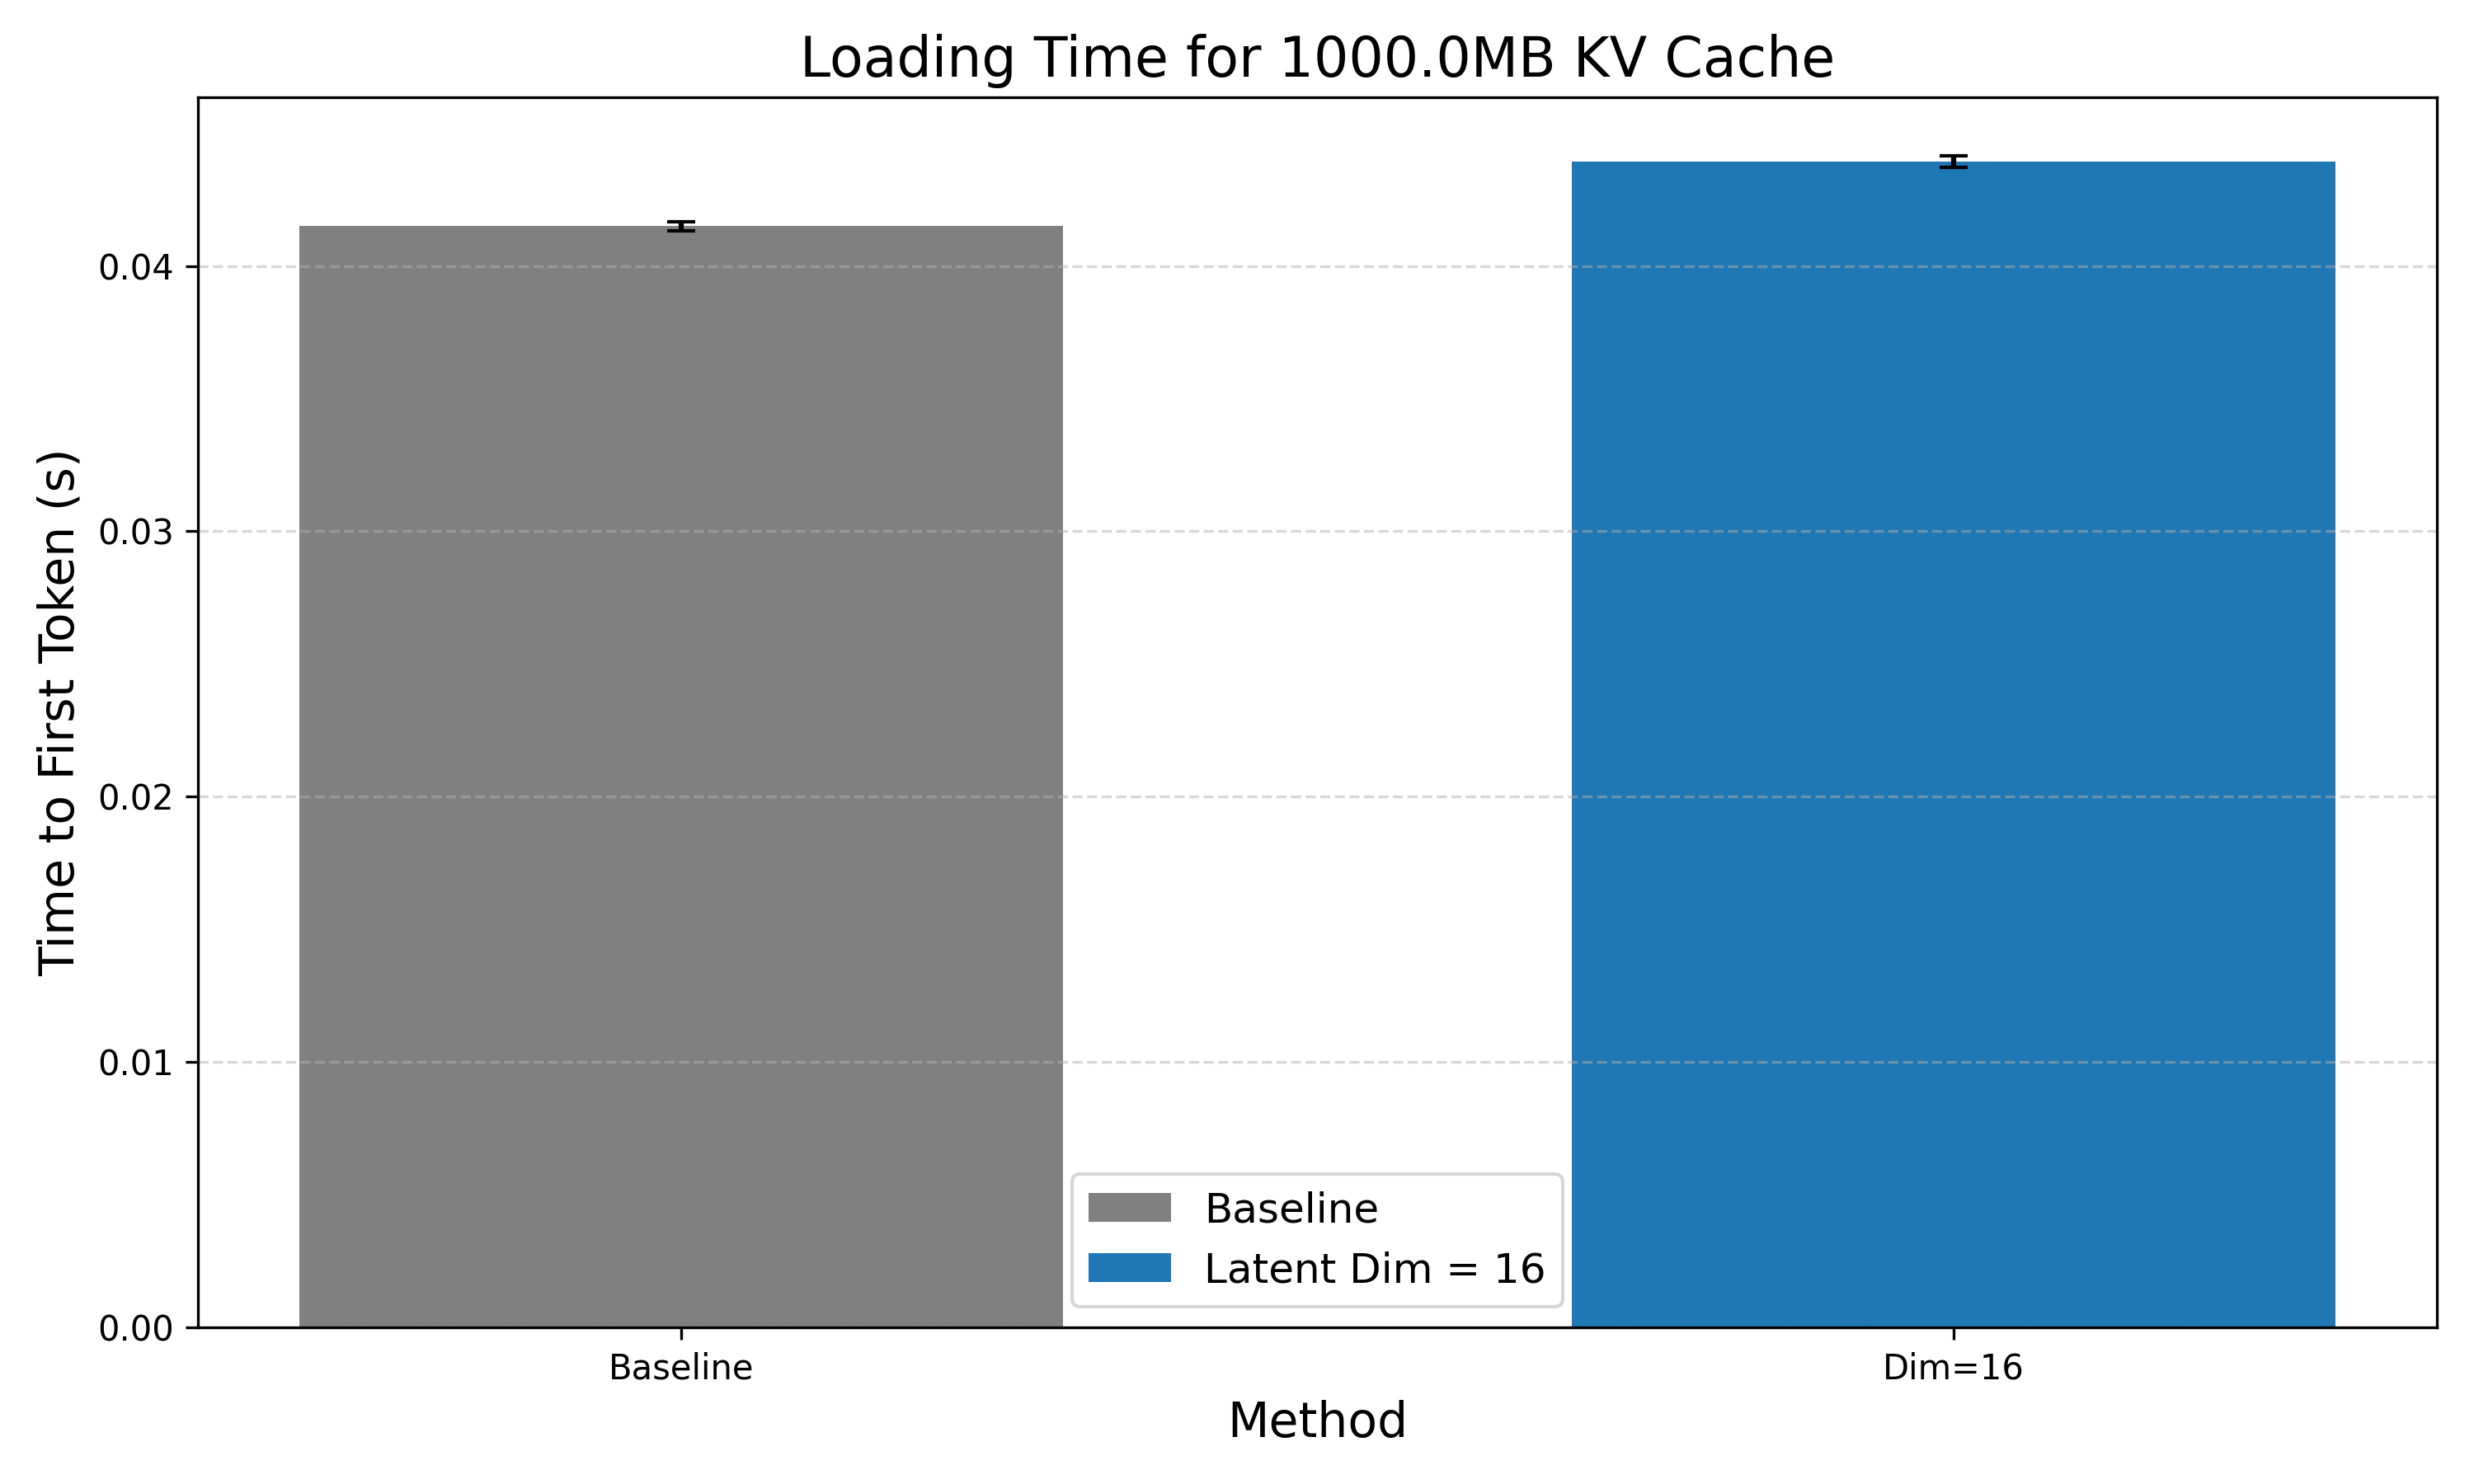 Loading Time for 1000.0MB KV Cache
Time to First Token (s)
0.04
0.03
0.02
0.01
0.00
Baseline
Latent Dim = 16
Baseline
Dim=16
Method